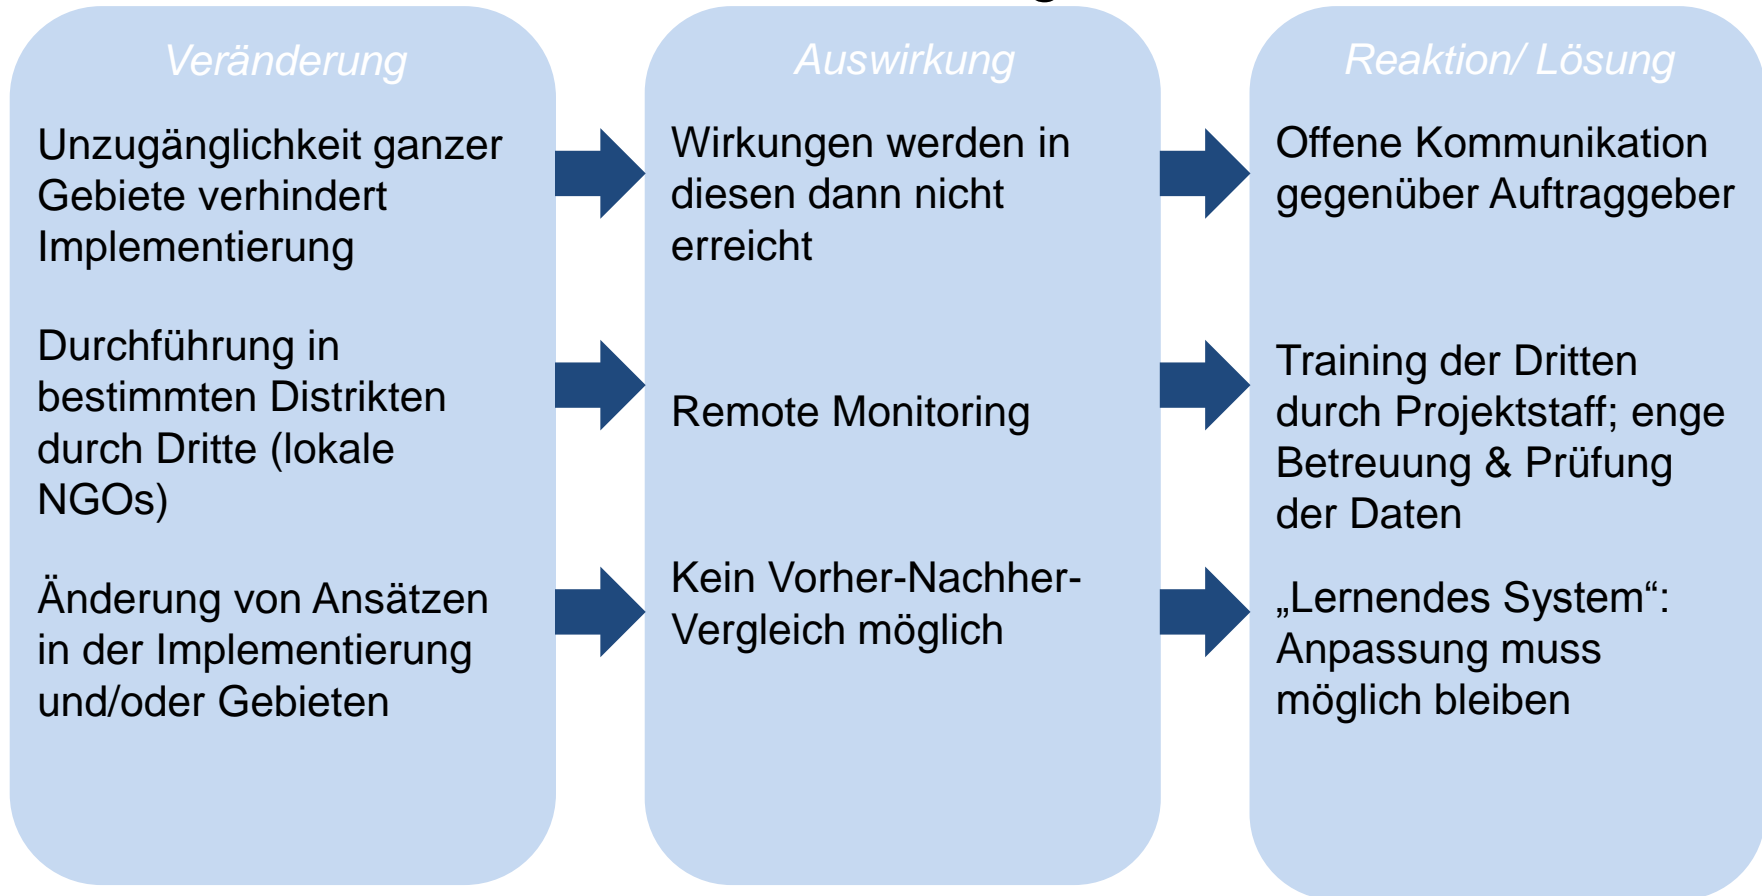 Veränderung
Unzugänglichkeit ganzer
Gebiete verhindert
Implementierung
Durchführung in
bestimmten Distrikten
durch Dritte (lokale
NGOs)
Änderung von Ansätzen
in der Implementierung
und/oder Gebieten
Auswirkung
Wirkungen werden in
diesen dann nicht
erreicht
Remote Monitoring
Kein Vorher-Nachher-
Vergleich möglich
Reaktion/ Lösung
Offene Kommunikation
gegenüber Auftraggeber
Training der Dritten
durch Projektstaff; enge
Betreuung & Prüfung
der Daten
„Lernendes System“:
Anpassung muss
möglich bleiben